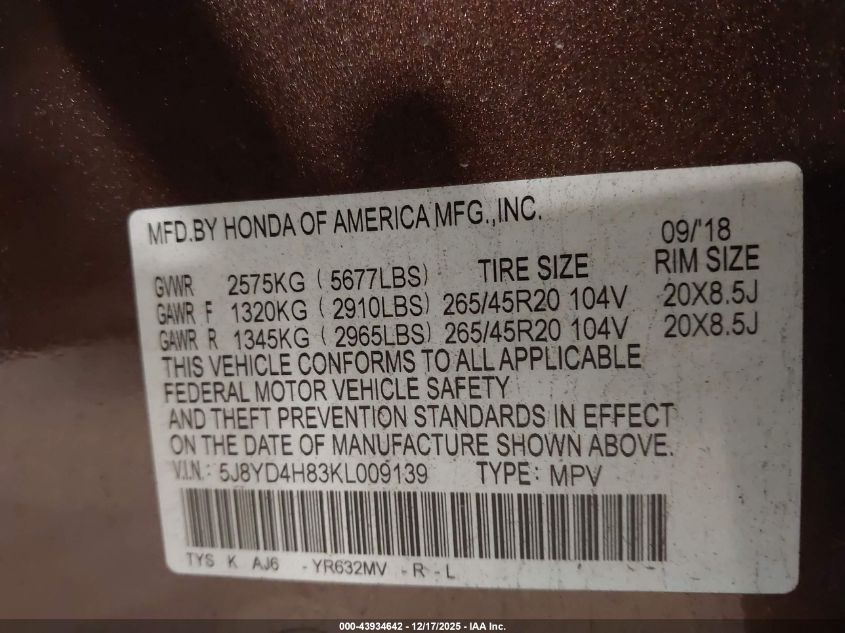 MFD.BY HONDA OF AMERICA MFG.,INC.
09/'18
GVWR 2575KG ( 5677LBS) TIRE SIZE RIM SIZE
GAWR F 1320KG ( 2910LBS) 265/45R20 104V 20X8.5J
GAWR R 1345KG ( 2965LBS) 265/45R20 104V 20X8.5J
THIS VEHICLE CONFORMS TO ALL APPLICABLE
FEDERAL MOTOR VEHICLE SAFETY
AND THEFT PREVENTION STANDARDS IN EFFECT
ON THE DATE OF MANUFACTURE SHOWN ABOVE.
V.I.N.: 5J8YD4H83KL009139 TYPE: MPV
TYS K AJ6 -YR632MV -R-L
000-43934642 - 12/17/2025 - IAA Inc.